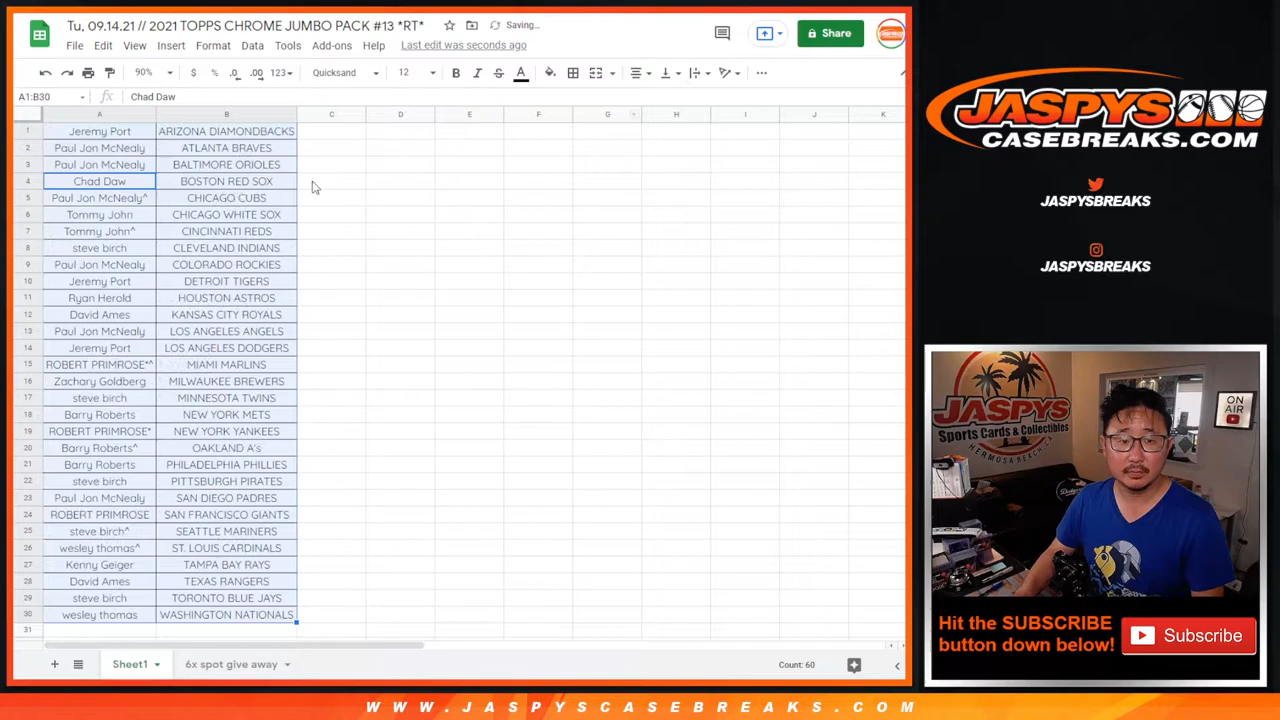 Tu, 09.14.21 // 2021 TOPPS CHROME JUMBO PACK #13 *RT*
Saving...
File Edit View Insert Format Data Tools Add-ons Help Last edit was seconds ago
Share
90% $ % .0 .00 123 Quicksand 12 B I S A
A1:B30 fx Chad Daw
A B C D E F G H I J K
1 Jeremy Port ARIZONA DIAMONDBACKS
2 Paul Jon McNealy ATLANTA BRAVES
3 Paul Jon McNealy BALTIMORE ORIOLES
4 Chad Daw BOSTON RED SOX
5 Paul Jon McNealy^ CHICAGO CUBS
6 Tommy John CHICAGO WHITE SOX
7 Tommy John^ CINCINNATI REDS
8 steve birch CLEVELAND INDIANS
9 Paul Jon McNealy COLORADO ROCKIES
10 Jeremy Port DETROIT TIGERS
11 Ryan Herold HOUSTON ASTROS
12 David Ames KANSAS CITY ROYALS
13 Paul Jon McNealy LOS ANGELES ANGELS
14 Jeremy Port LOS ANGELES DODGERS
15 ROBERT PRIMROSE*^ MIAMI MARLINS
16 Zachary Goldberg MILWAUKEE BREWERS
17 steve birch MINNESOTA TWINS
18 Barry Roberts NEW YORK METS
19 ROBERT PRIMROSE* NEW YORK YANKEES
20 Barry Roberts^ OAKLAND A's
21 Barry Roberts PHILADELPHIA PHILLIES
22 steve birch PITTSBURGH PIRATES
23 Paul Jon McNealy SAN DIEGO PADRES
24 ROBERT PRIMROSE SAN FRANCISCO GIANTS
25 steve birch^ SEATTLE MARINERS
26 wesley thomas^ ST. LOUIS CARDINALS
27 Kenny Geiger TAMPA BAY RAYS
28 David Ames TEXAS RANGERS
29 steve birch TORONTO BLUE JAYS
30 wesley thomas WASHINGTON NATIONALS
31
Sheet1 6x spot give away Count: 60
JASPYS
CASEBREAKS.COM
JASPYSBREAKS
JASPYSBREAKS
JASPYS
Sports Cards & Collectibles
HERMOSA BEACH, CA
ON
AIR
Dodgers
Hit the SUBSCRIBE
button down below!
Subscribe
WWW.JASPYSCASEBREAKS.COM